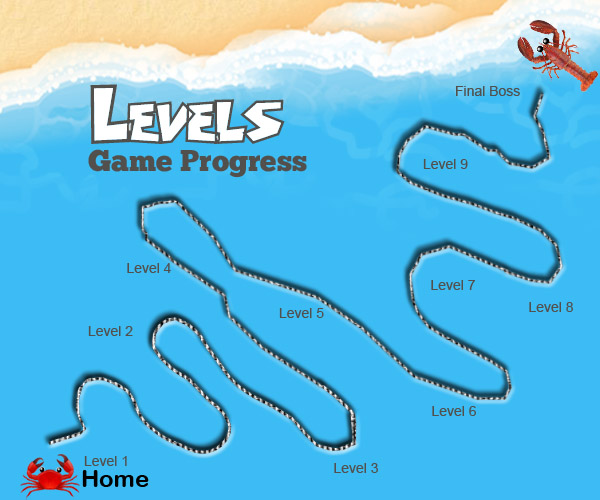 LEVELS
Game Progress
Final Boss
Level 9
Level 4
Level 7
Level 5
Level 8
Level 2
Level 6
Level 1
Level 3
Home